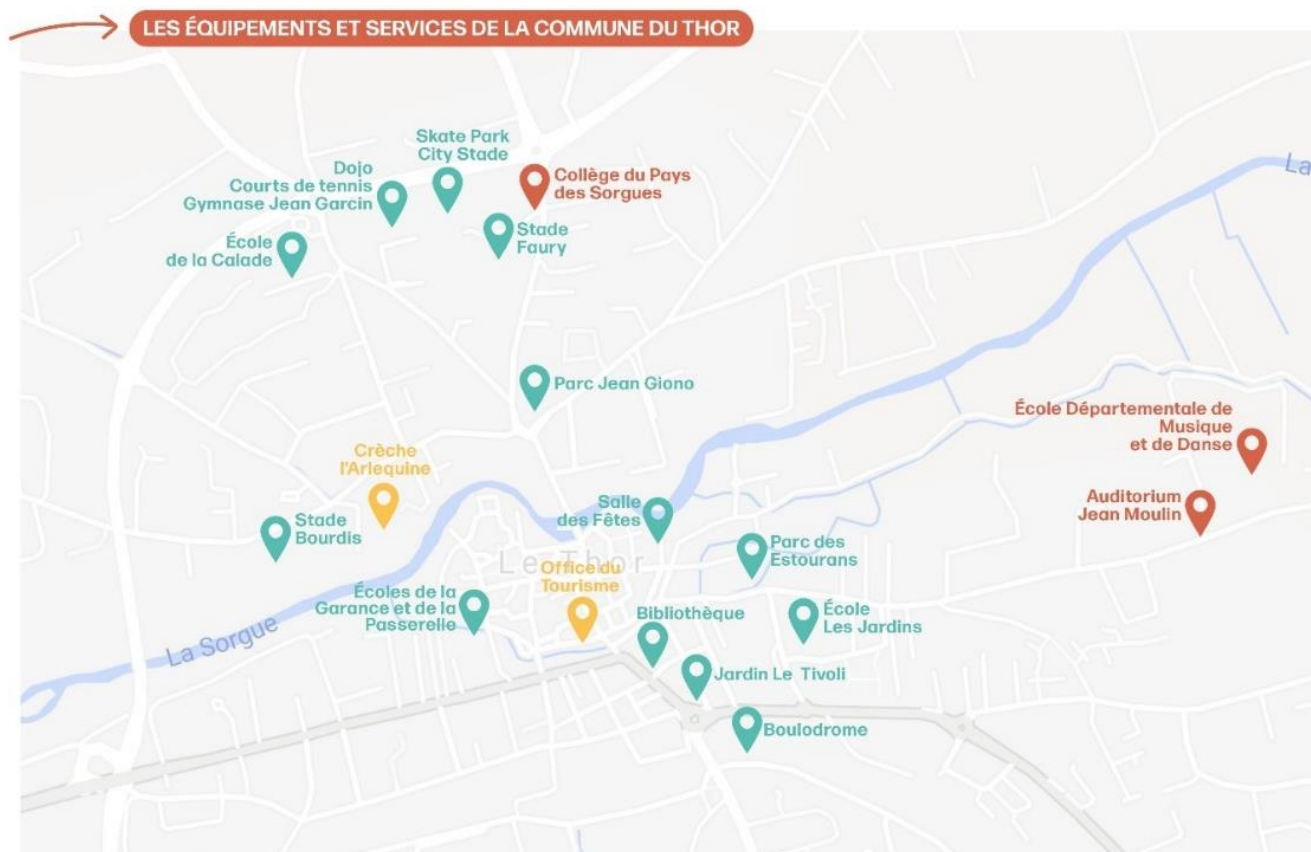 LES ÉQUIPEMENTS ET SERVICES DE LA COMMUNE DU THOR
Skate Park
City Stade
Dojo
Courts de tennis
Gymnase Jean Garcin
Collège du Pays
des Sorgues
La
École
de la Calade
Stade
Faury
Parc Jean Giono
École Départementale de
Musique
et de Danse
Crèche
l'Arlequine
Auditorium
Jean Moulin
Salle
des Fêtes
Stade
Bourdis
Le Thor
Parc des
Estourans
Office du
Tourisme
Écoles de la
Garance et de la
Passerelle
Bibliothèque
École
Les Jardins
La Sorgue
Jardin Le Tivoli
Boulodrome